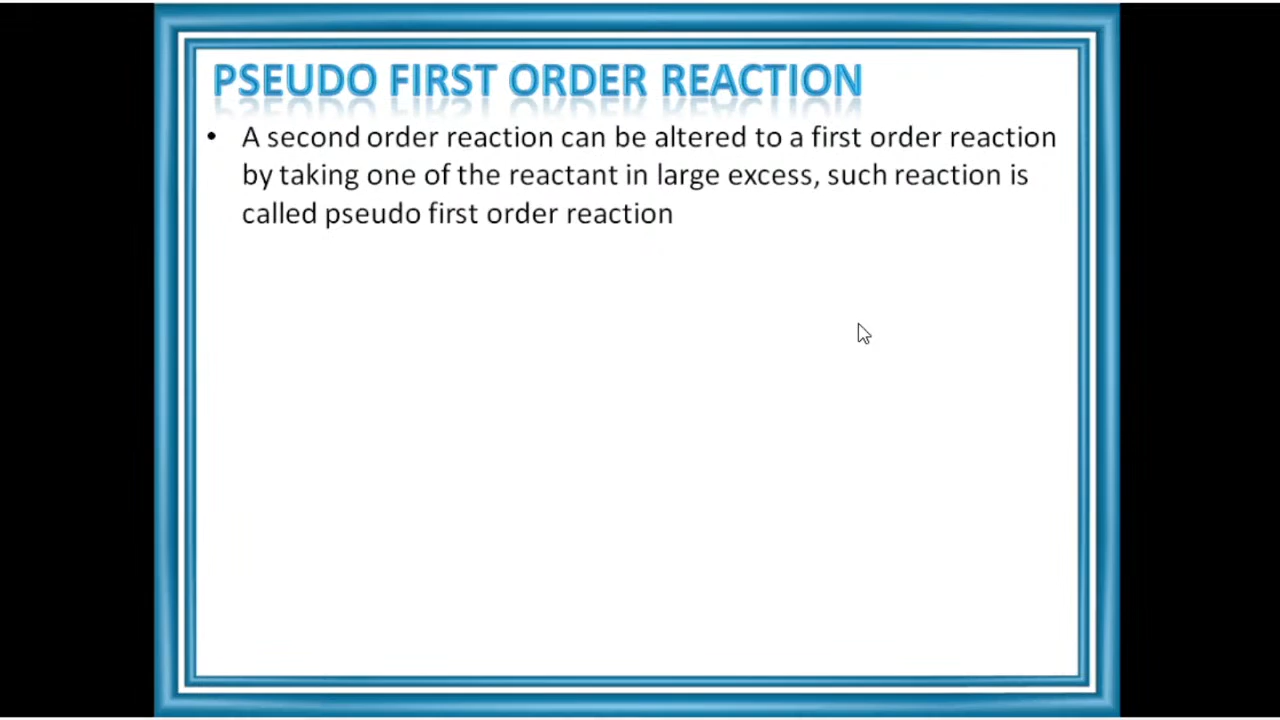 PSEUDO FIRST ORDER REACTION
• A second order reaction can be altered to a first order reaction
by taking one of the reactant in large excess, such reaction is
called pseudo first order reaction